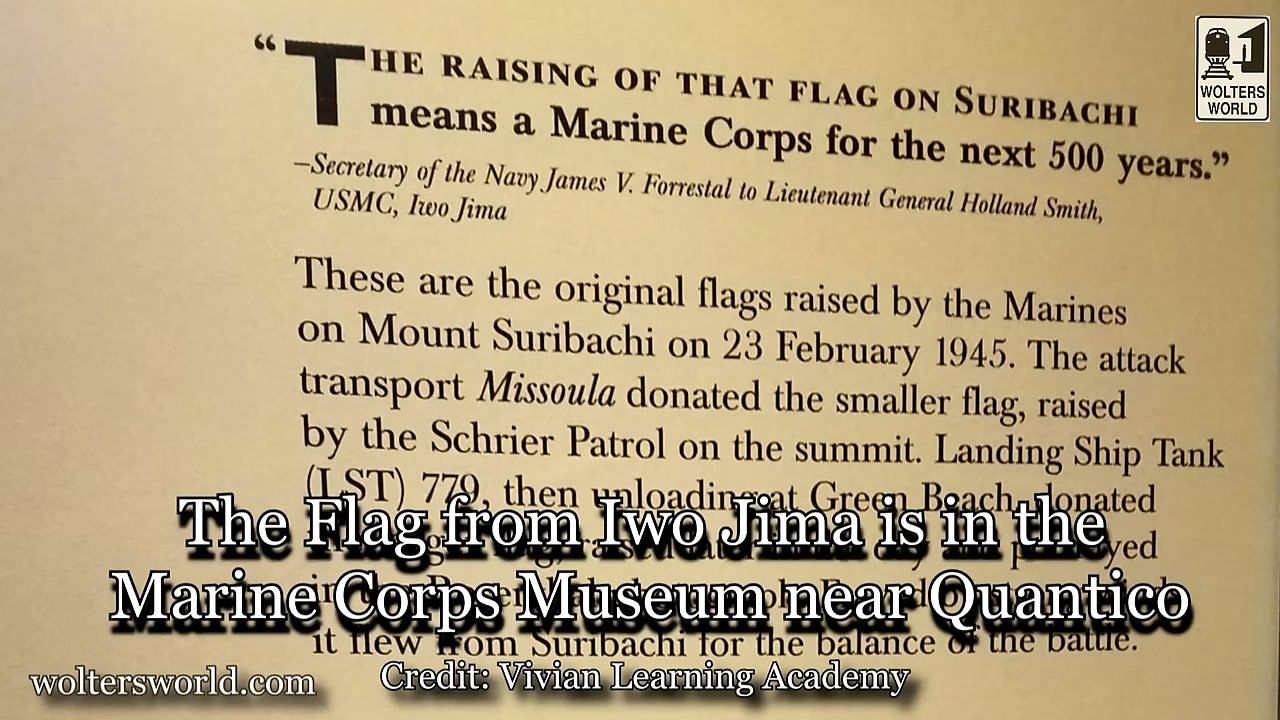 “THE RAISING OF THAT FLAG ON SURIBACHI
means a Marine Corps for the next 500 years.”
–Secretary of the Navy James V. Forrestal to Lieutenant General Holland Smith,
USMC, Iwo Jima
These are the original flags raised by the Marines
on Mount Suribachi on 23 February 1945. The attack
transport Missoula donated the smaller flag, raised
by the Schrier Patrol on the summit. Landing Ship Tank
(LST) 779, then unloading at Green Beach, donated
it flew from Suribachi for the balance of the battle.
The Flag from Iwo Jima is in the
Marine Corps Museum near Quantico
woltersworld.com
Credit: Vivian Learning Academy
WOLTERS
WORLD